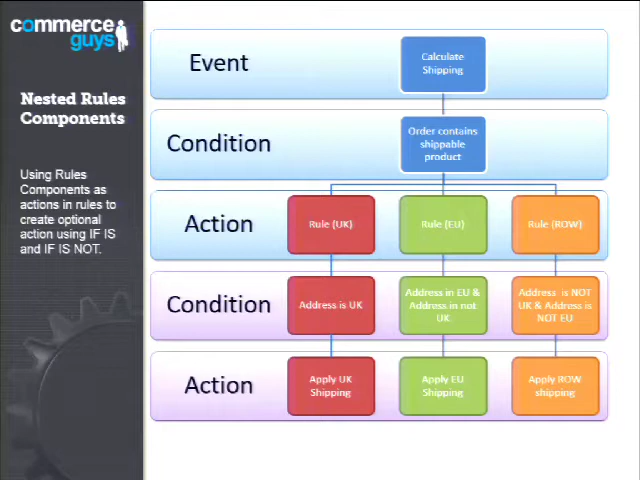 commerce
guys
Nested Rules
Components
Using Rules
Components as
actions in rules to
create optional
action using IF IS
and IF IS NOT.
Event
Calculate
Shipping
Condition
Order contains
shippable
product
Action
Rule (UK)
Rule (EU)
Rule (ROW)
Condition
Address is UK
Address in EU &
Address in not
UK
Address is NOT
UK & Address is
NOT EU
Action
Apply UK
Shipping
Apply EU
Shipping
Apply ROW
shipping